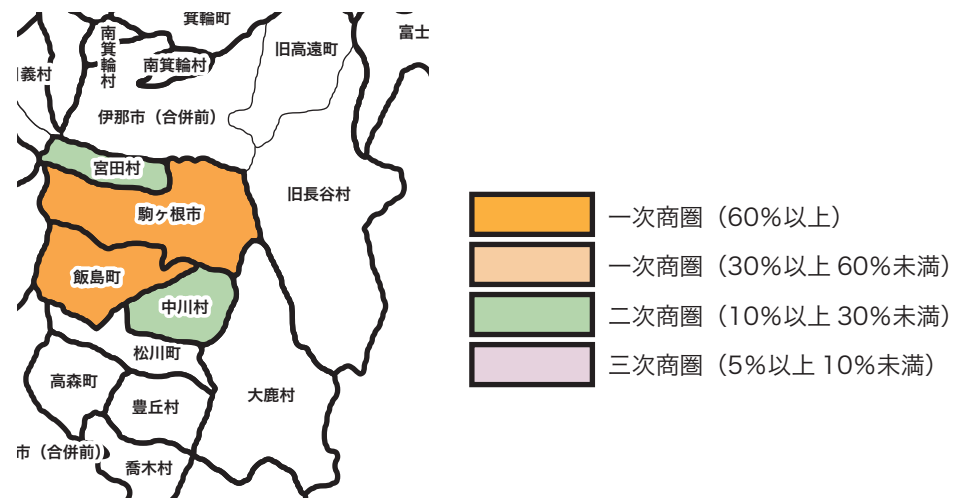 箕輪町
富士
旧高遠町
南箕輪村
南箕輪村
義村
伊那市（合併前）
宮田村
旧長谷村
駒ヶ根市
飯島町
中川村
松川町
高森町
大鹿村
豊丘村
市（合併前）
喬木村
一次商圏（60％以上）
一次商圏（30％以上 60％未満）
二次商圏（10％以上 30％未満）
三次商圏（5％以上 10％未満）